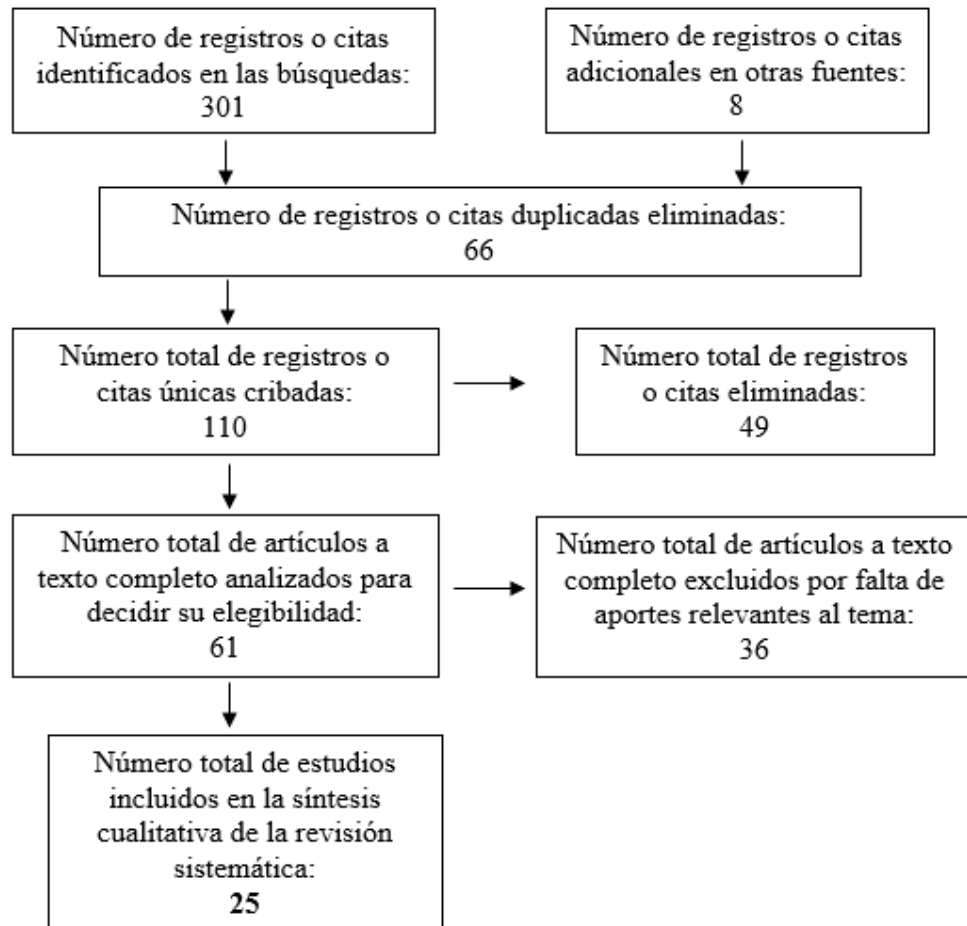 Número de registros o citas
identificados en las búsquedas:
301
Número de registros o citas
adicionales en otras fuentes:
8
Número de registros o citas duplicadas eliminadas:
66
Número total de registros o
citas únicas cribadas:
110
Número total de registros
o citas eliminadas:
49
Número total de artículos a
texto completo analizados para
decidir su elegibilidad:
61
Número total de artículos a texto
completo excluidos por falta de
aportes relevantes al tema:
36
Número total de estudios
incluidos en la síntesis
cualitativa de la revisión
sistemática:
25